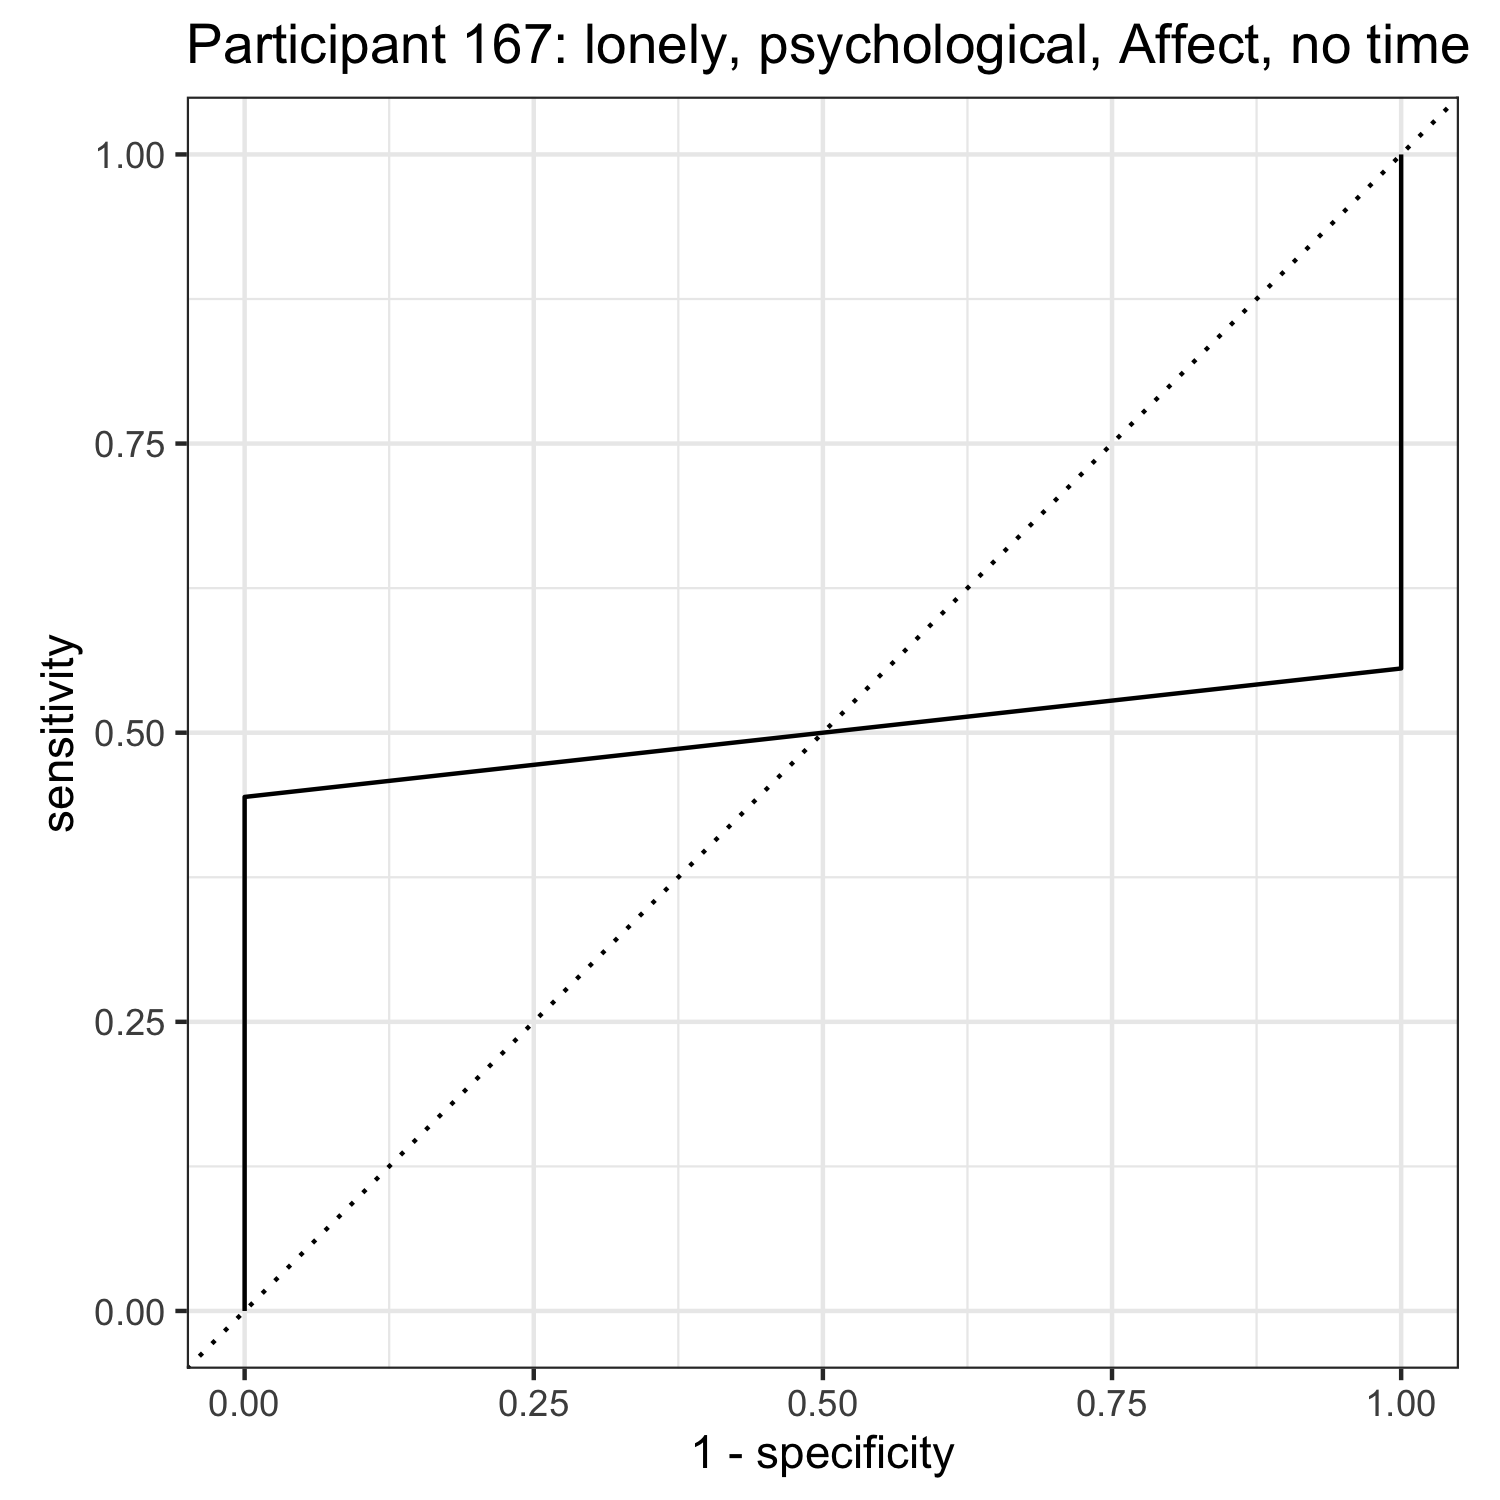 Participant 167: lonely, psychological, Affect, no time
1.00
0.75
0.50
0.25
0.00
sensitivity
0.00 0.25 0.50 0.75 1.00
1 - specificity